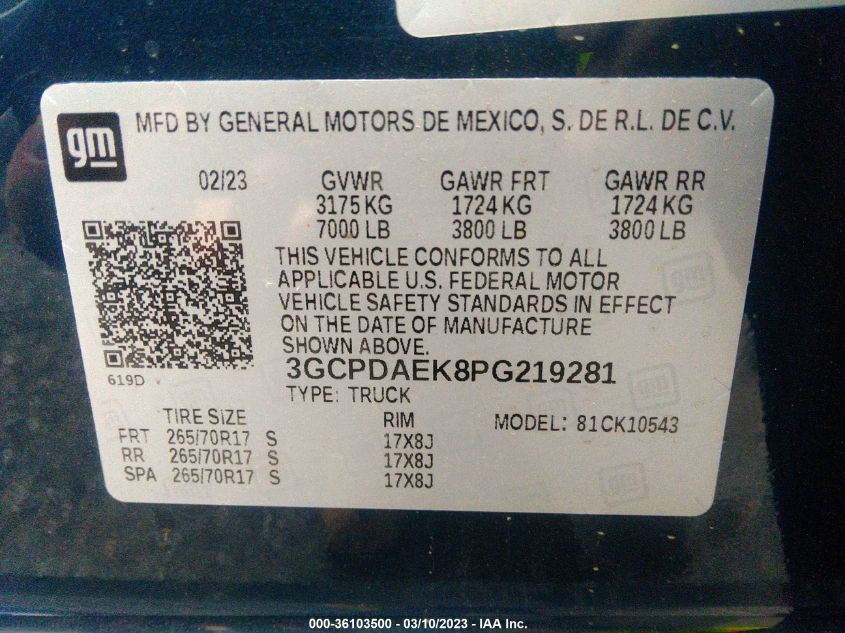 gm
MFD BY GENERAL MOTORS DE MEXICO, S. DE R.L. DE C.V.
02/23 GVWR GAWR FRT GAWR RR
3175 KG 1724 KG 1724 KG
7000 LB 3800 LB 3800 LB
THIS VEHICLE CONFORMS TO ALL
APPLICABLE U.S. FEDERAL MOTOR
VEHICLE SAFETY STANDARDS IN EFFECT
ON THE DATE OF MANUFACTURE
SHOWN ABOVE.
3GCPDAEK8PG219281
619D
TYPE: TRUCK
TIRE SIZE RIM MODEL: 81CK10543
FRT 265/70R17 S 17X8J
RR 265/70R17 S 17X8J
SPA 265/70R17 S 17X8J
000-36103500 — 03/10/2023 — IAA Inc.